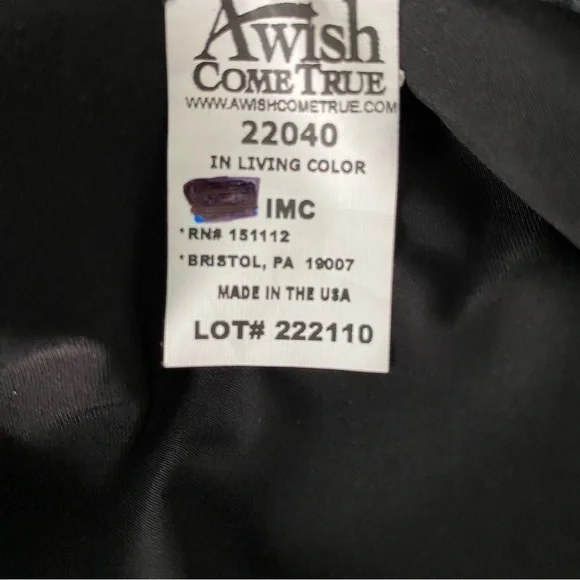 A wish
COME TRUE
WWW.AWISHCOMETRUE.COM
22040
IN LIVING COLOR
IMC
*RN# 151112
*BRISTOL, PA 19007
MADE IN THE USA
LOT# 222110